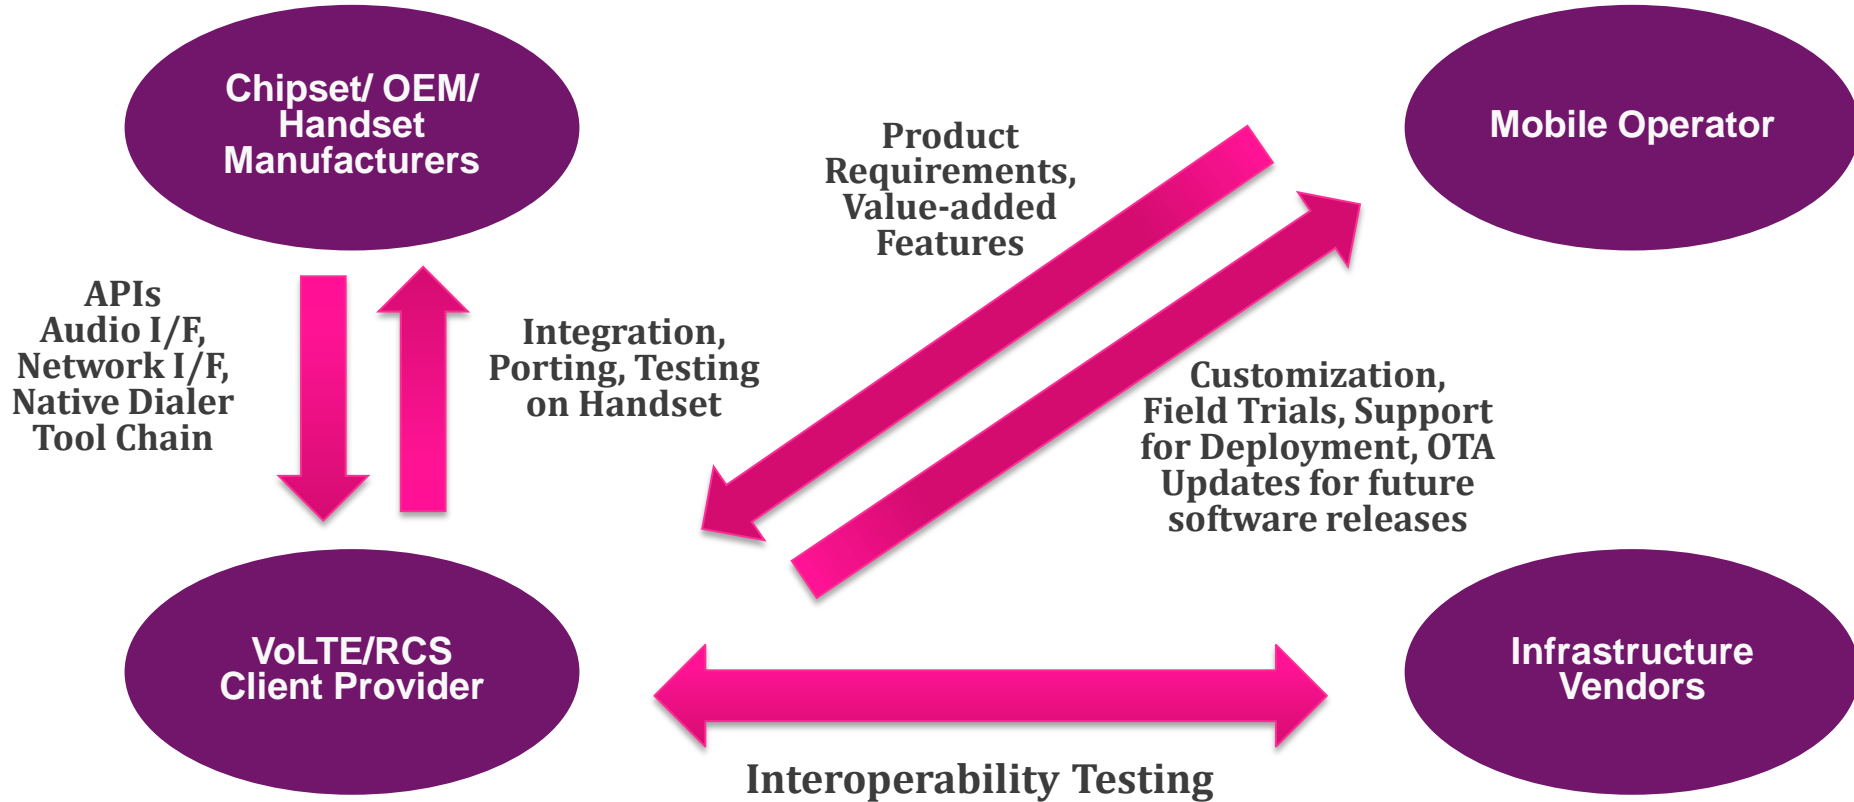 Chipset/ OEM/
Handset
Manufacturers
Mobile Operator
Product
Requirements,
Value-added
Features
APIs
Audio I/F,
Network I/F,
Native Dialer
Tool Chain
Integration,
Porting, Testing
on Handset
Customization,
Field Trials, Support
for Deployment, OTA
Updates for future
software releases
VoLTE/RCS
Client Provider
Infrastructure
Vendors
Interoperability Testing